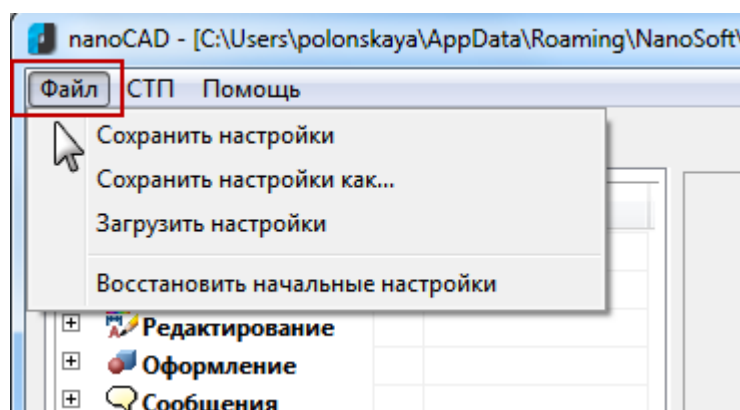 nanoCAD - [C:\Users\polonskaya\AppData\Roaming\NanoSoft\
Файл СТП Помощь
Сохранить настройки
Сохранить настройки как...
Загрузить настройки
Восстановить начальные настройки
Редактирование
Оформление
Сообщения